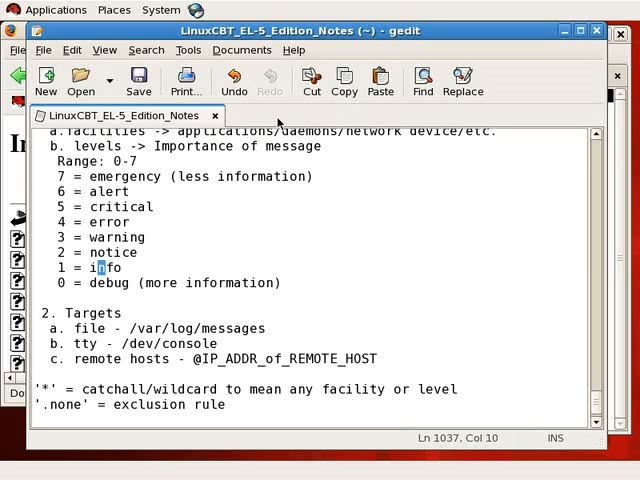 Applications Places System
LinuxCBT_EL-5_Edition_Notes (~) - gedit
File
File Edit View Search Tools Documents Help
New Open Save Print... Undo Redo Cut Copy Paste Find Replace
LinuxCBT_EL-5_Edition_Notes
a.facilities -> applications/daemons/network device/etc.
b. levels -> Importance of message
Range: 0-7
7 = emergency (less information)
6 = alert
5 = critical
4 = error
3 = warning
2 = notice
1 = info
0 = debug (more information)
2. Targets
a. file - /var/log/messages
b. tty - /dev/console
c. remote hosts - @IP_ADDR_of_REMOTE_HOST
'*' = catchall/wildcard to mean any facility or level
'.none' = exclusion rule
Ln 1037, Col 10 INS